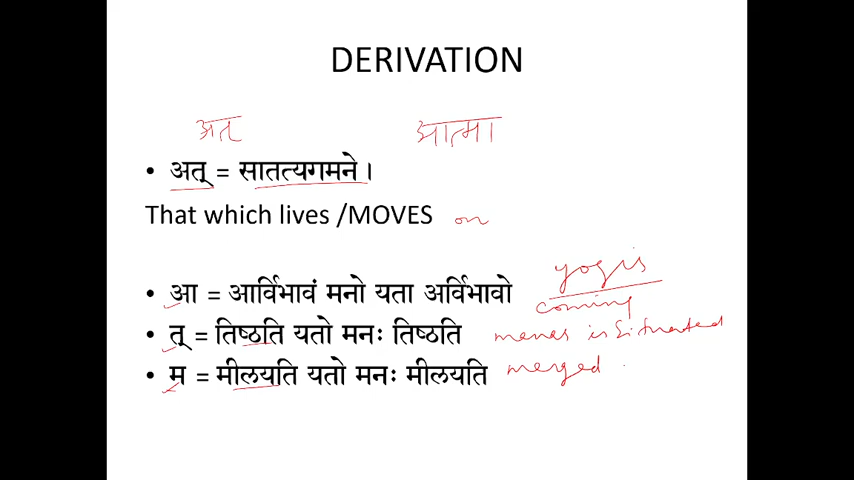 DERIVATION
अत् आत्मा
• अत् = सातत्यगमने।
That which lives /MOVES on
yogis
• आ = आर्विभावं मनो यता अर्विभावो coming
• त् = तिष्ठति यतो मनः तिष्ठति manas is situated
• म = मीलयति यतो मनः मीलयति merged